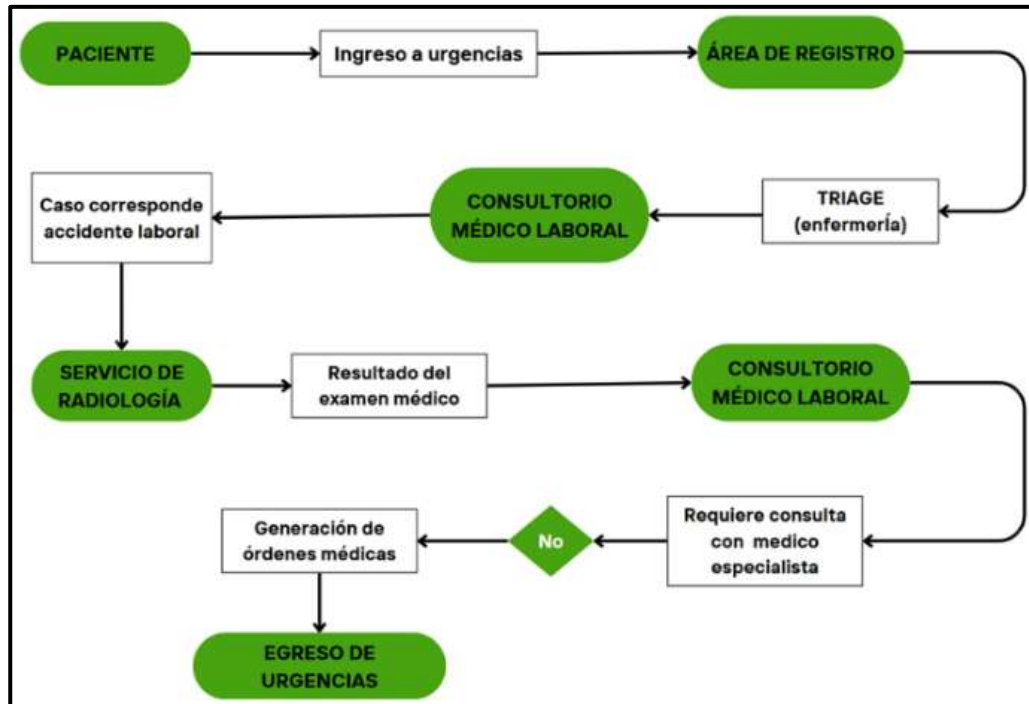 PACIENTE
Ingreso a urgencias
ÁREA DE REGISTRO
TRIAGE
(enfermería)
CONSULTORIO
MÉDICO LABORAL
Caso corresponde
accidente laboral
SERVICIO DE
RADIOLOGÍA
Resultado del
examen médico
CONSULTORIO
MÉDICO LABORAL
Requiere consulta
con medico
especialista
No
Generación de
órdenes médicas
EGRESO DE
URGENCIAS